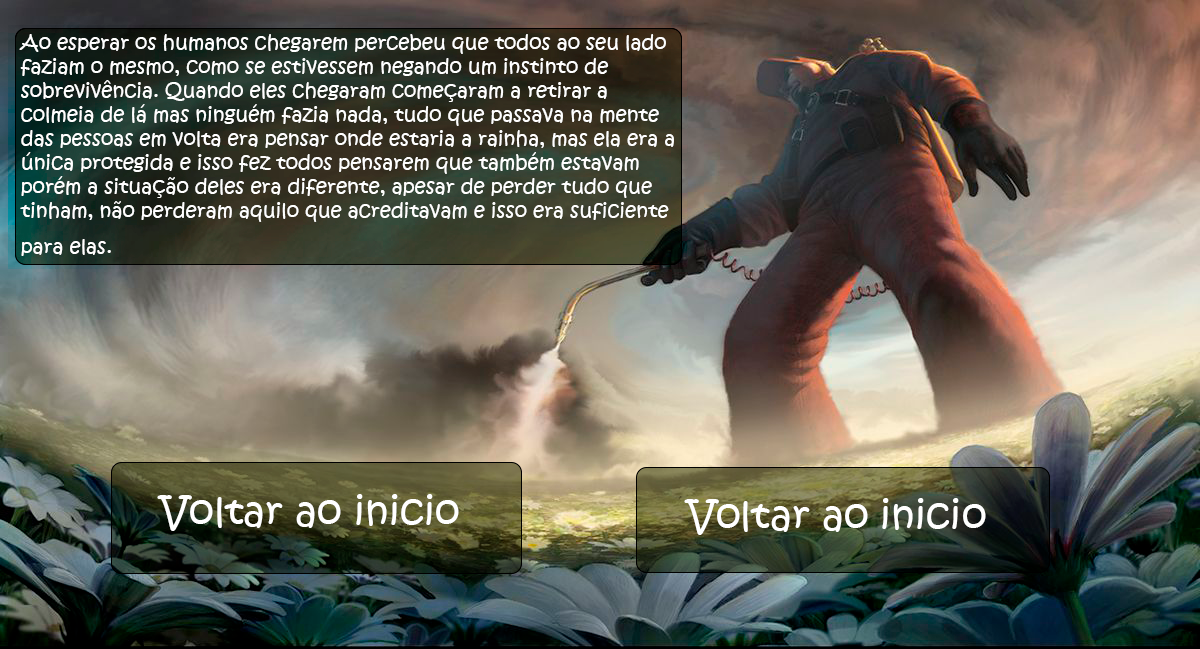 Ao esperar os humanos chegarem percebeu que todos ao seu lado
faziam o mesmo, como se estivessem negando um instinto de
sobrevivência. Quando eles chegaram começaram a retirar a
colmeia de lá mas ninguém fazia nada, tudo que passava na mente
das pessoas em volta era pensar onde estaria a rainha, mas ela era a
única protegida e isso fez todos pensarem que também estavam
porém a situação deles era diferente, apesar de perder tudo que
tinham, não perderam aquilo que acreditavam e isso era suficiente
para elas.
Voltar ao inicio
Voltar ao inicio